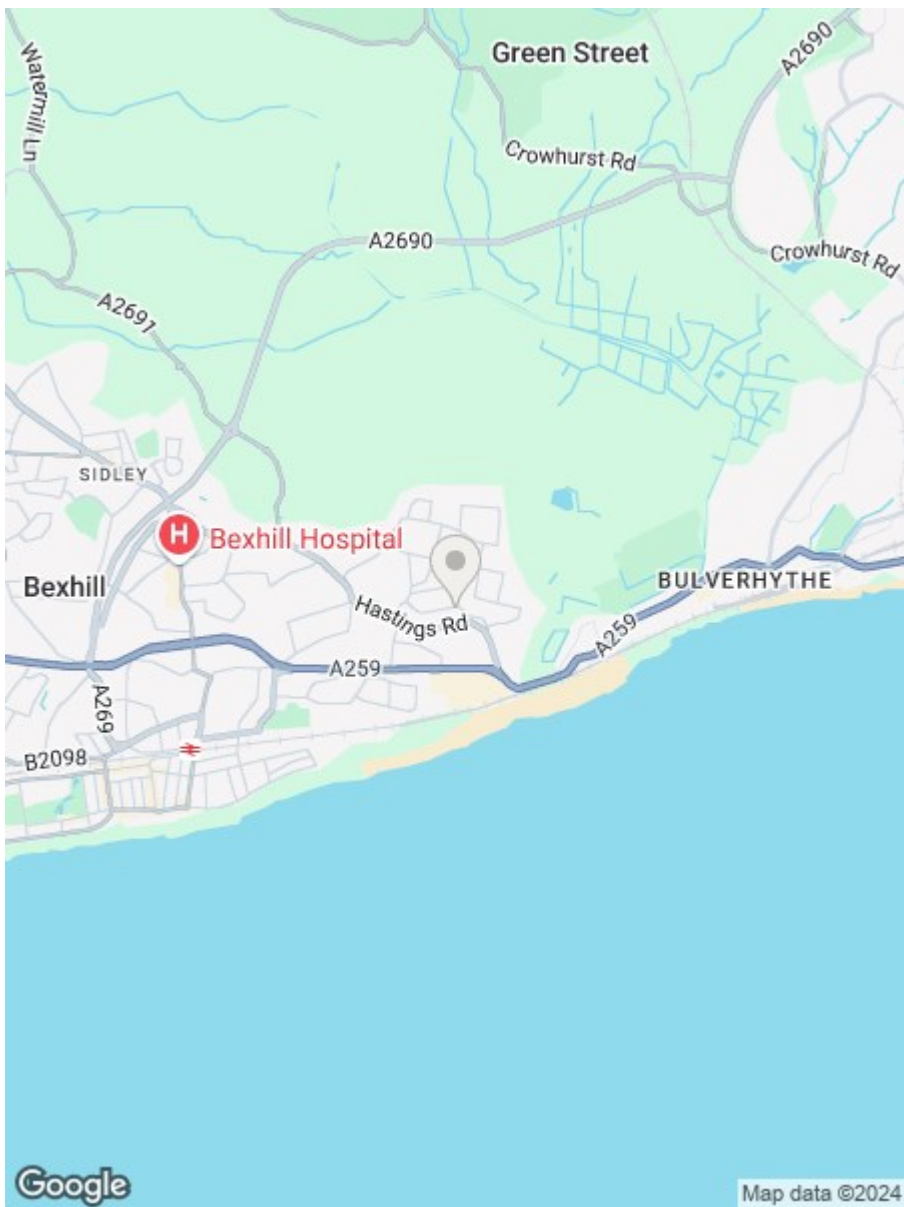 Green Street
A2690
Watermill Ln
Crowhurst Rd
A2690
Crowhurst Rd
A2691
SIDLEY
H
Bexhill Hospital
Bexhill
BULVERHYTHE
Hastings Rd
A259
A259
A269
B2098
Google
Map data ©2024